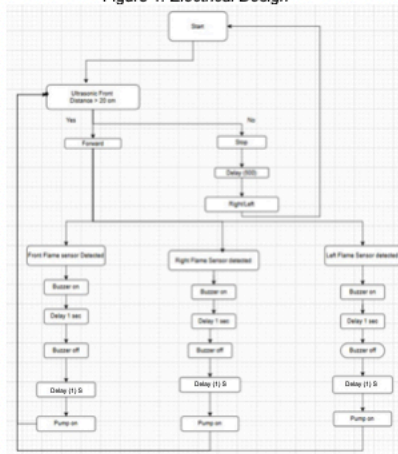 Figure 1. Electrical Design
Start
Ultrasonic Front
Distance > 20 cm
Yes
No
Forward
Stop
Delay (500)
Right/Left
Front Flame sensor Detected
Right Flame Sensor detected
Left Flame Sensor detected
Buzzer on
Buzzer on
Buzzer on
Delay 1 sec
Delay 1 sec
Delay 1 sec
Buzzer off
Buzzer off
Buzzer off
Delay (1) S
Delay (1) S
Delay (1) S
Pump on
Pump on
Pump on